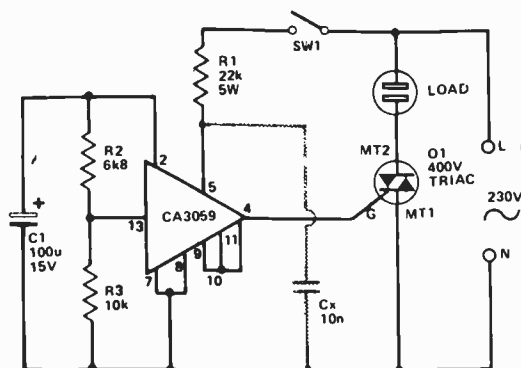 SW1
R1
22k
5W
LOAD
R2
6k8
2
5
MT2
O1
400V
TRIAC
L
+
13
CA3059
4
G
MT1
230V
C1
100u
15V
11
9
8
7
10
R3
10k
Cx
10n
N